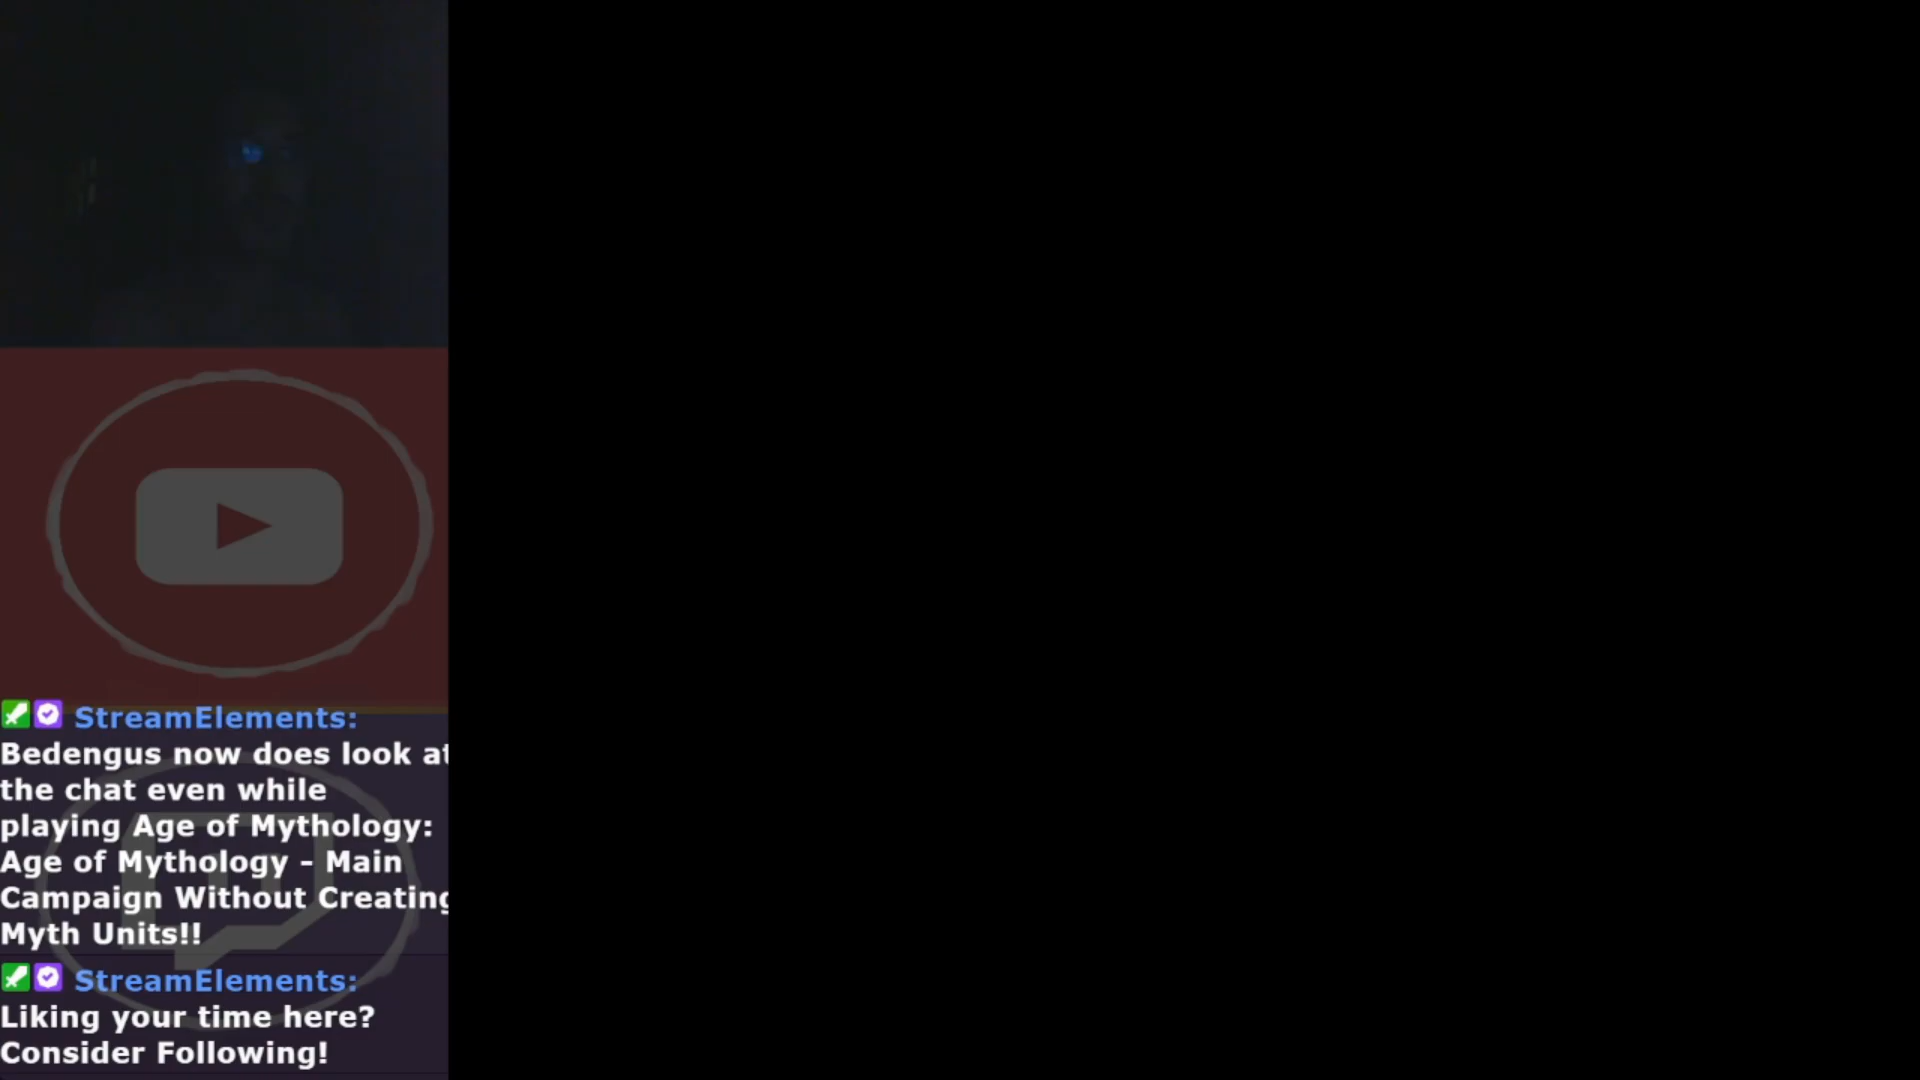 StreamElements:
Bedengus now does look at
the chat even while
playing Age of Mythology:
Age of Mythology - Main
Campaign Without Creating
Myth Units!!
StreamElements:
Liking your time here?
Consider Following!